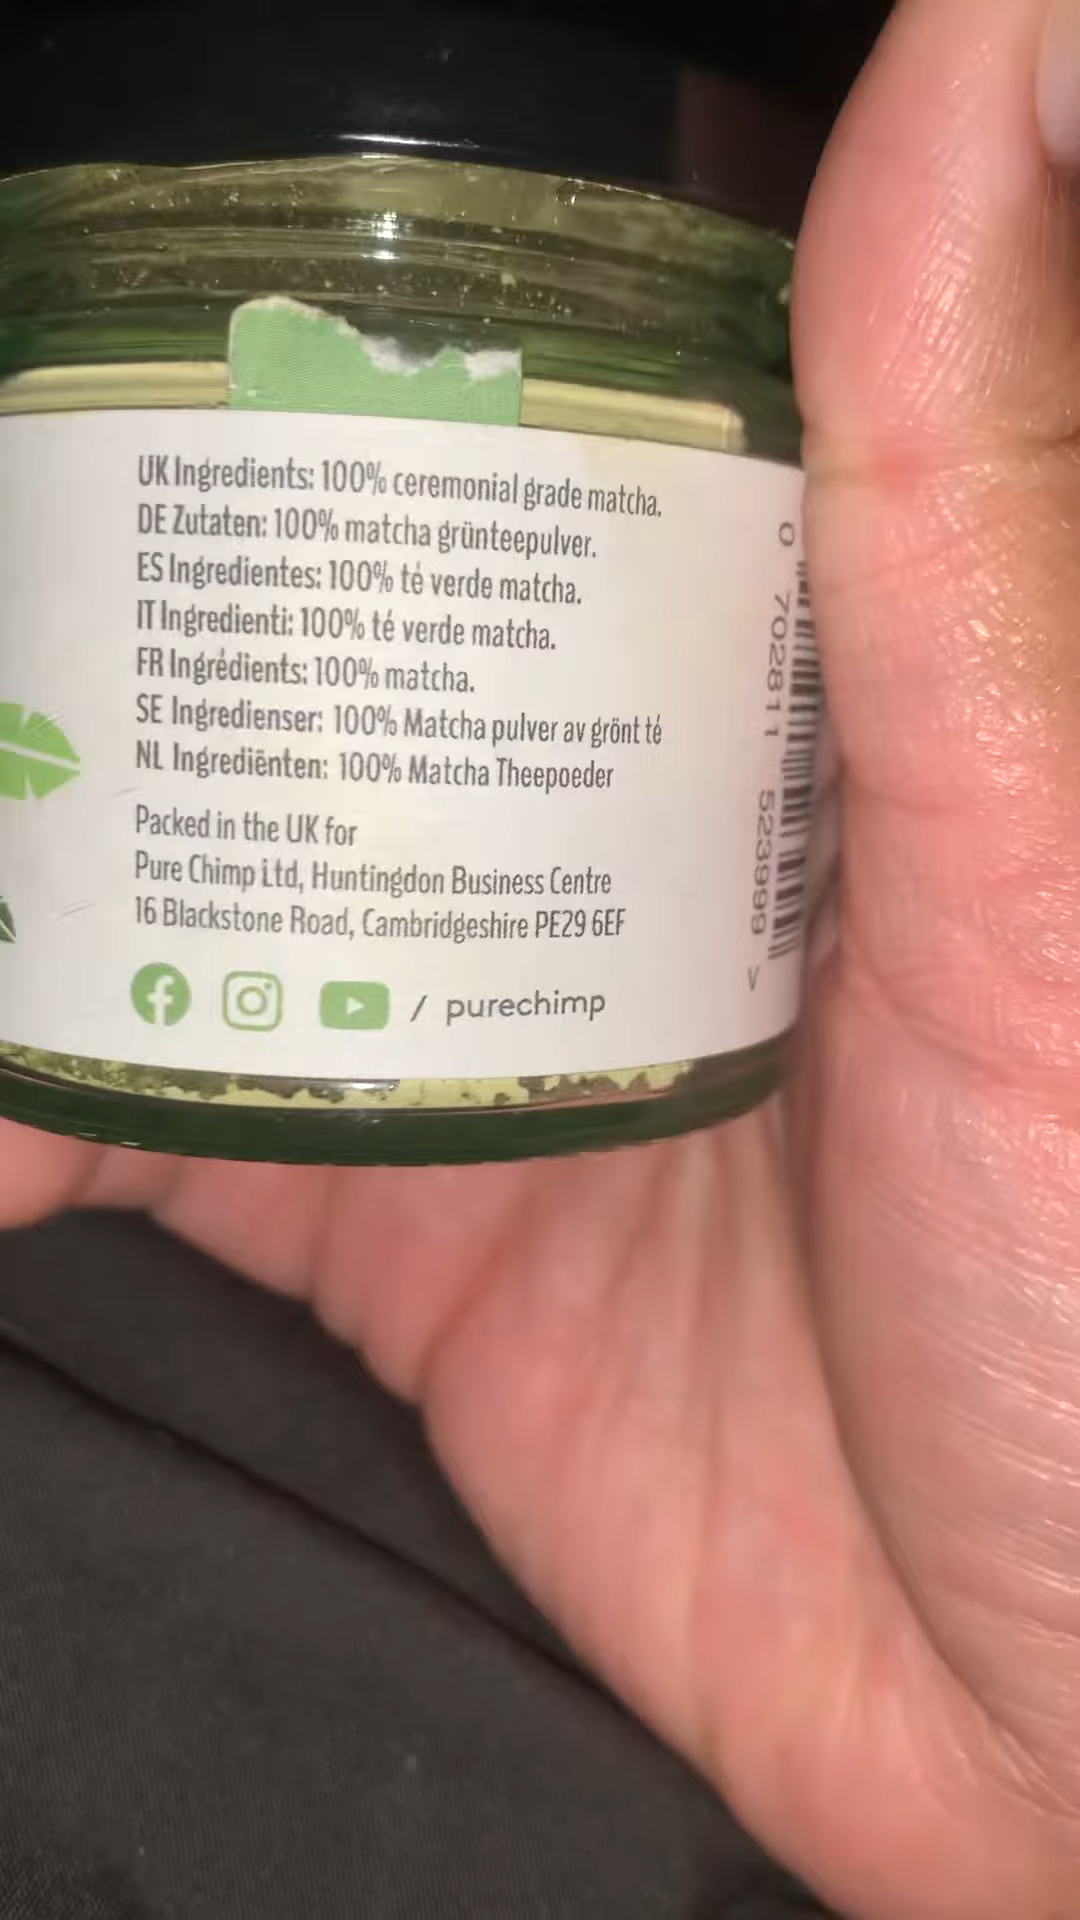 UK Ingredients: 100% ceremonial grade matcha.
DE Zutaten: 100% matcha grünteepulver.
ES Ingredientes: 100% té verde matcha.
IT Ingredienti: 100% té verde matcha.
FR Ingrédients: 100% matcha.
SE Ingredienser: 100% Matcha pulver av grönt té
NL Ingrediënten: 100% Matcha Theepoeder
Packed in the UK for
Pure Chimp Ltd, Huntingdon Business Centre
16 Blackstone Road, Cambridgeshire PE29 6EF
/ purechimp
0 702811 523999 >